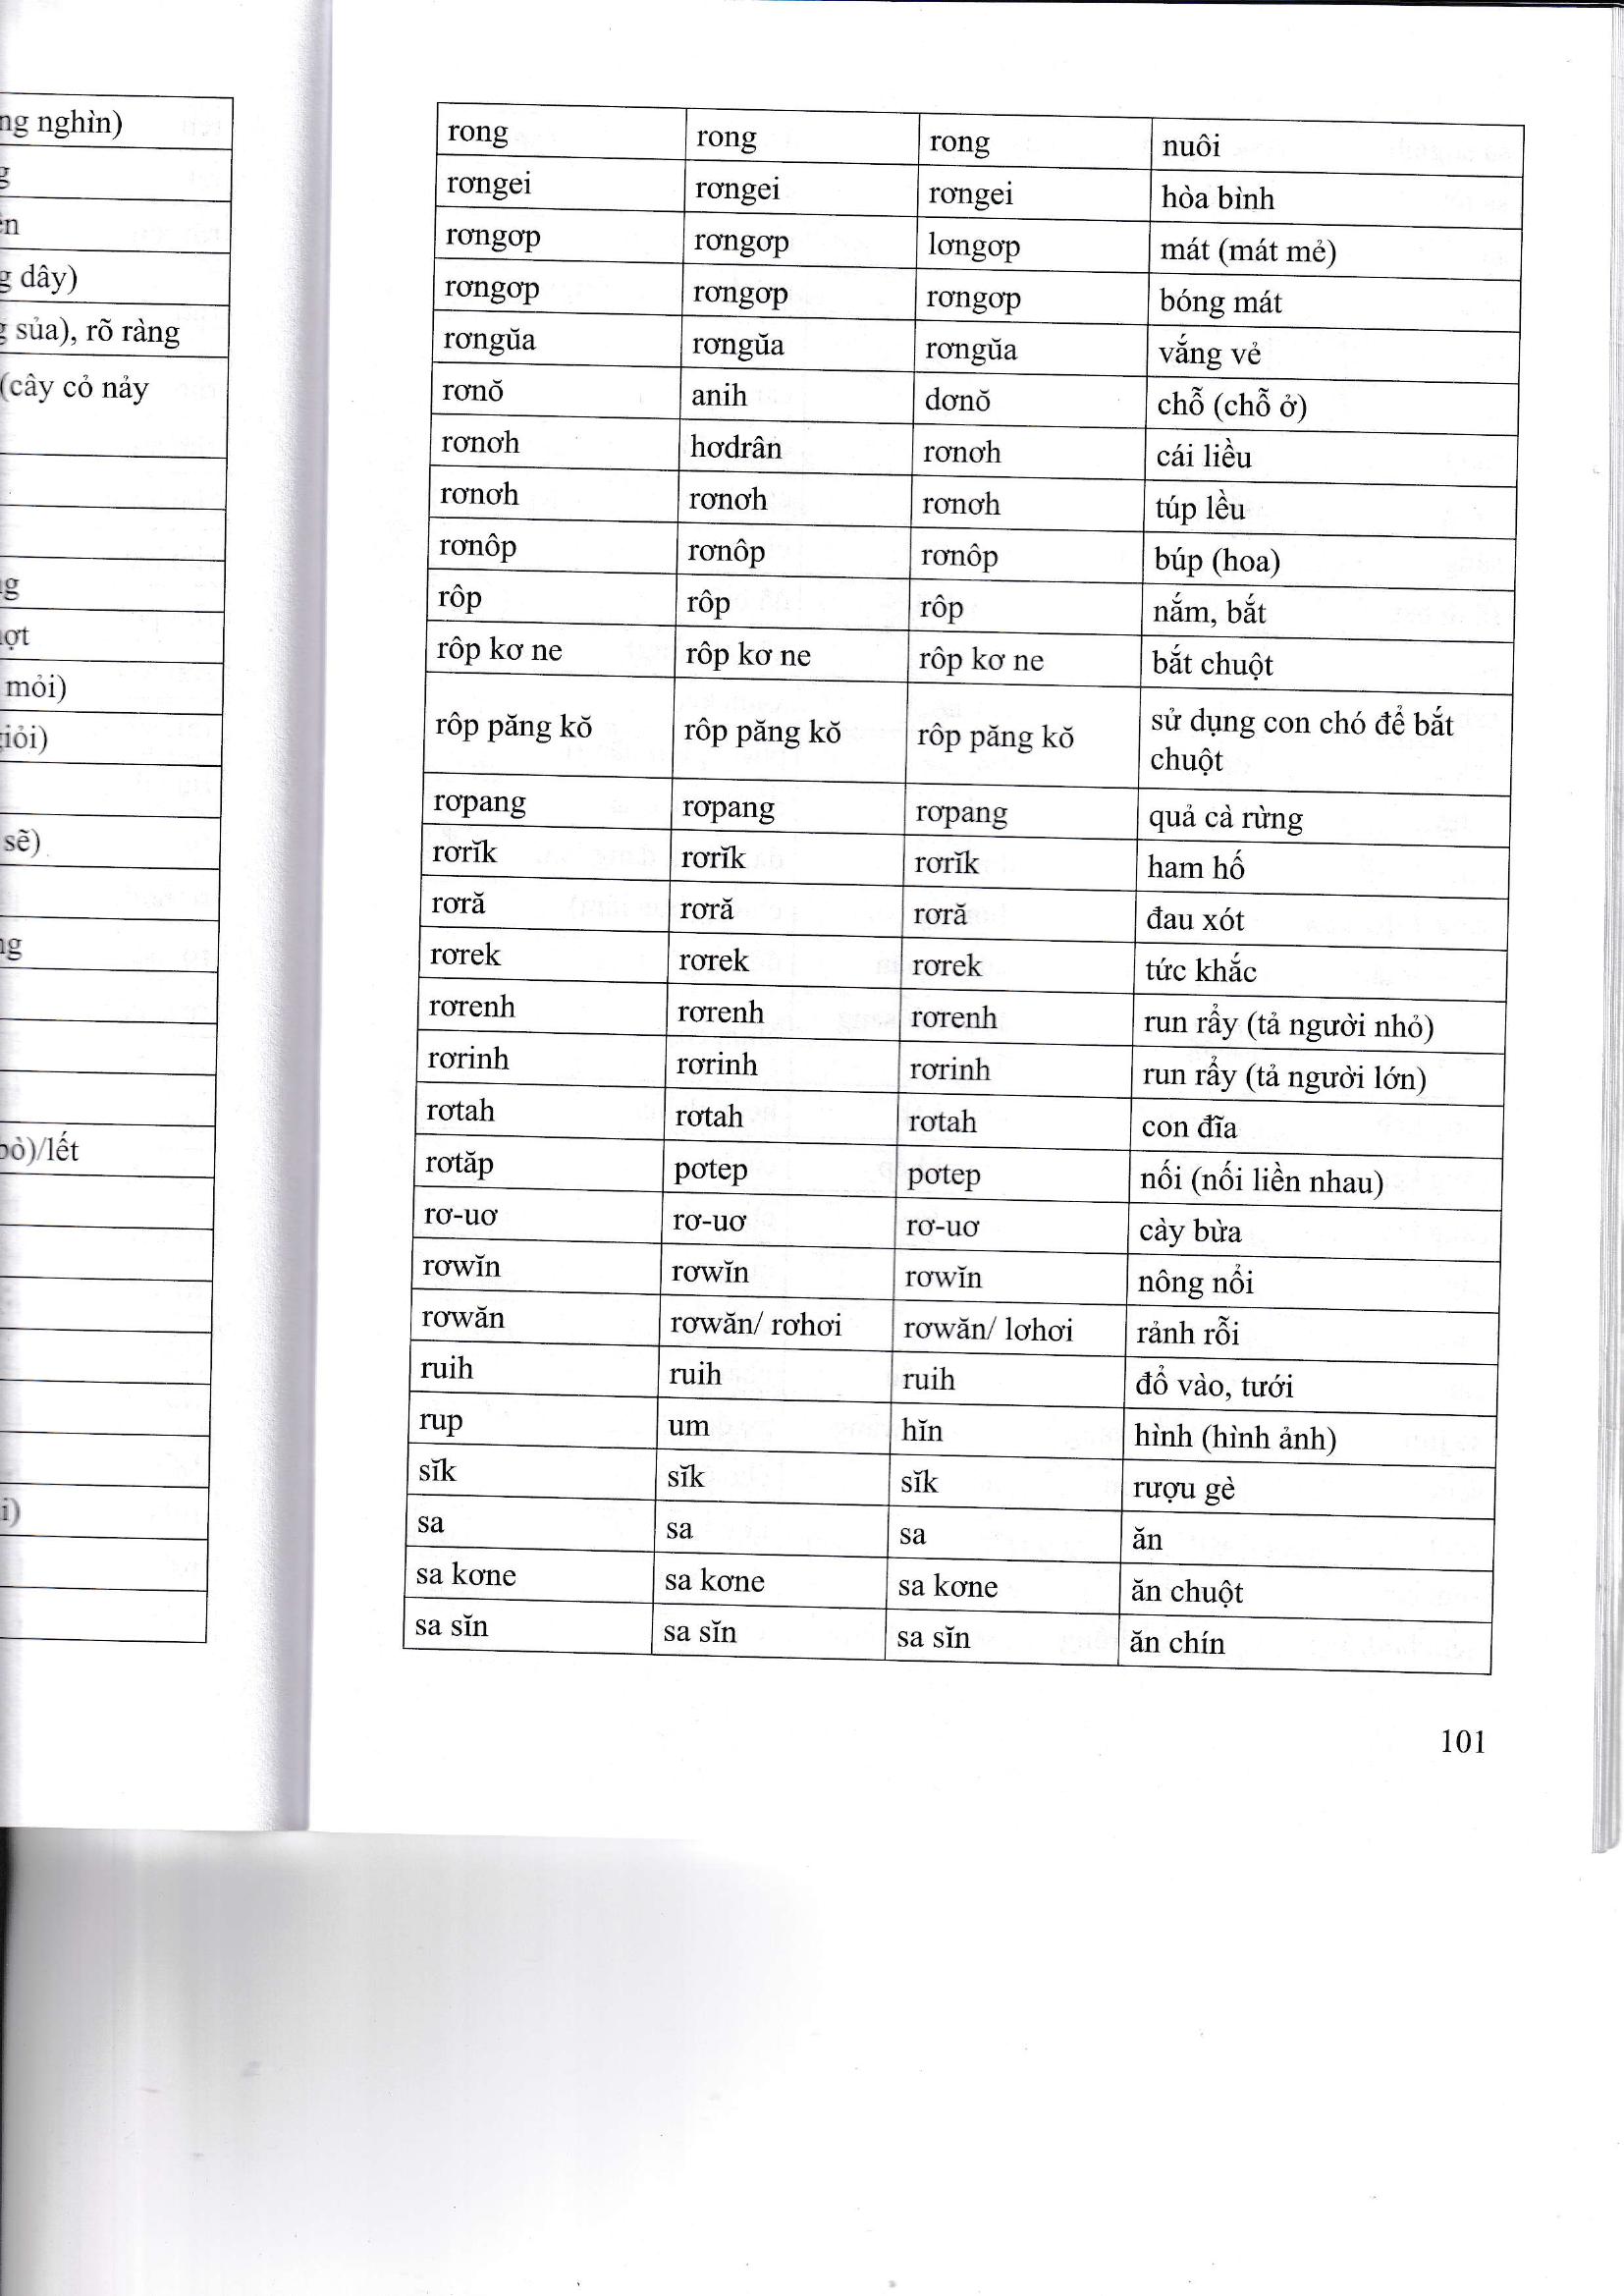 ng nghìn)
g
ên
g dây)
g sủa), rõ ràng
(cây cỏ nảy
ng
ượt
mỏi)
giỏi)
sẽ)
ng
bò)/lết
i)
rong rong rong nuôi
rơngei rơngei rơngei hòa bình
rơngơp rơngơp lơngơp mát (mát mẻ)
rơngơp rơngơp rơngơp bóng mát
rơngŭa rơngŭa rơngŭa vắng vẻ
rơnŏ anih dơnŏ chỗ (chỗ ở)
rơnơh hơdrân rơnơh cái liều
rơnơh rơnơh rơnơh túp lều
rơnôp rơnôp rơnôp búp (hoa)
rôp rôp rôp nắm, bắt
rôp kơ ne rôp kơ ne rôp kơ ne bắt chuột
rôp păng kŏ rôp păng kŏ rôp păng kŏ sử dụng con chó để bắt
chuột
rơpang rơpang rơpang quả cà rừng
rơrĭk rơrĭk rơrĭk ham hố
rơră rơră rơră đau xót
rơrek rơrek rơrek tức khắc
rơrenh rơrenh rơrenh run rẩy (tả người nhỏ)
rơrinh rơrinh rơrinh run rẩy (tả người lớn)
rơtah rơtah rơtah con đĩa
rơtăp pơtep pơtep nối (nối liền nhau)
rơ-uơ rơ-uơ rơ-uơ cày bừa
rơwĭn rơwĭn rơwĭn nông nổi
rơwăn rơwăn/ rơhơi rơwăn/ lơhơi rảnh rỗi
ruih ruih ruih đổ vào, tưới
rup um hĭn hình (hình ảnh)
sĭk sĭk sĭk rượu gè
sa sa sa ăn
sa kơne sa kơne sa kơne ăn chuột
sa sĭn sa sĭn sa sĭn ăn chín
101